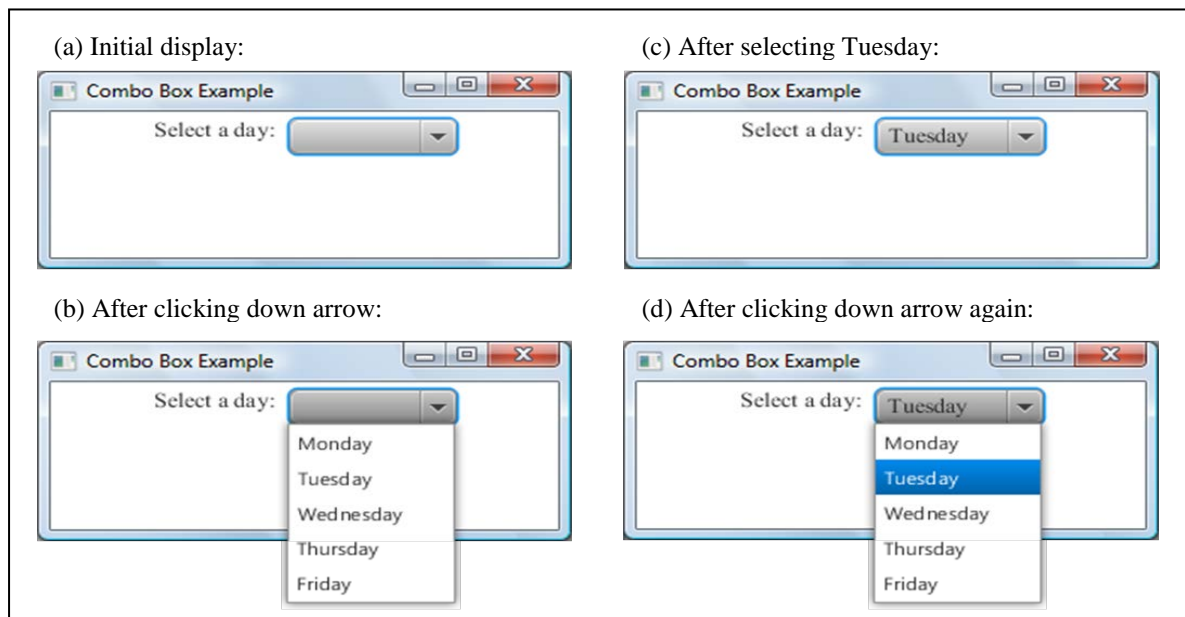 (a) Initial display:
Combo Box Example
Select a day:
(b) After clicking down arrow:
Combo Box Example
Select a day:
Monday
Tuesday
Wednesday
Thursday
Friday
(c) After selecting Tuesday:
Combo Box Example
Select a day: Tuesday
(d) After clicking down arrow again:
Combo Box Example
Select a day: Tuesday
Monday
Tuesday
Wednesday
Thursday
Friday